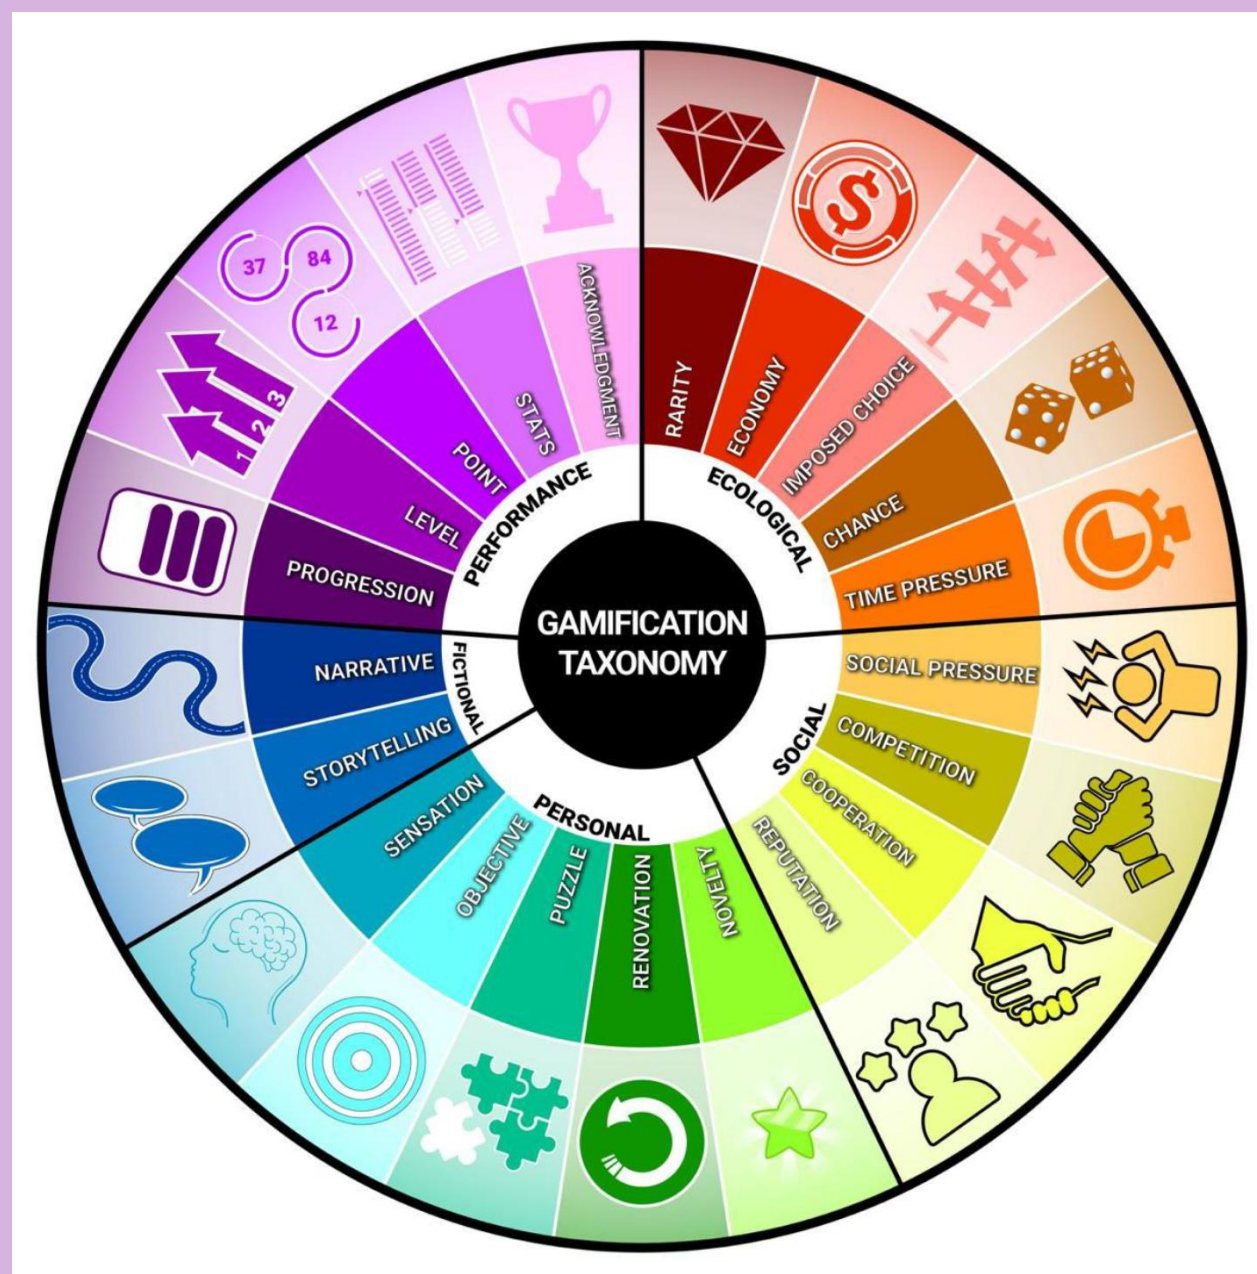 GAMIFICATION
TAXONOMY
ECOLOGICAL
RARITY
ECONOMY
IMPOSED CHOICE
CHANCE
TIME PRESSURE
SOCIAL
SOCIAL PRESSURE
COMPETITION
COOPERATION
REPUTATION
PERSONAL
NOVELTY
RENOVATION
PUZZLE
OBJECTIVE
SENSATION
FICTIONAL
STORYTELLING
NARRATIVE
PERFORMANCE
PROGRESSION
LEVEL
POINT
STATS
ACKNOWLEDGMENT
$
1
2
3
37
84
12